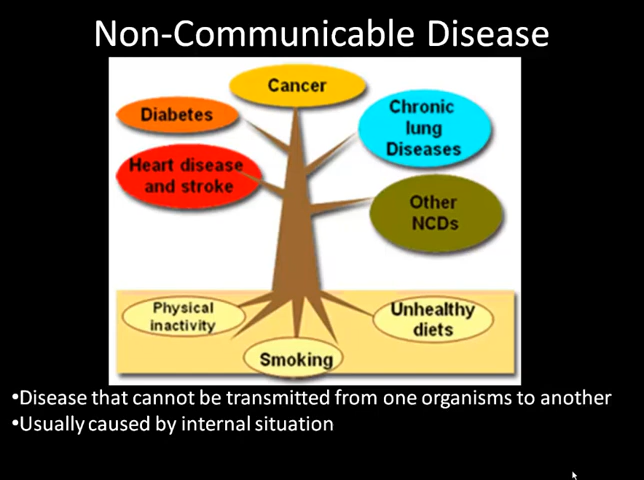 Non-Communicable Disease
Cancer
Diabetes
Chronic
lung
Diseases
Heart disease
and stroke
Other
NCDs
Physical
inactivity
Unhealthy
diets
Smoking
•Disease that cannot be transmitted from one organisms to another
•Usually caused by internal situation